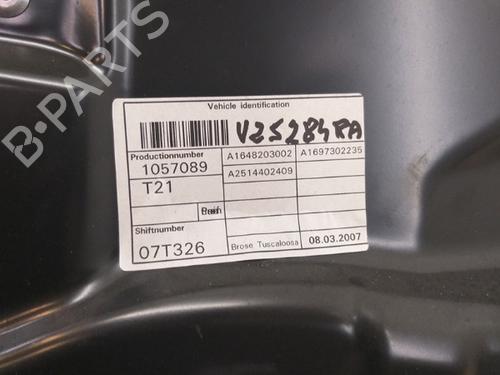 B-PARTS
Vehicle identification
V25284RA
Productionnumber
1057089
T21
Shiftnumber
07T326
A1648203002 A1697302235
A2514402409
Brose Tuscaloosa 08.03.2007